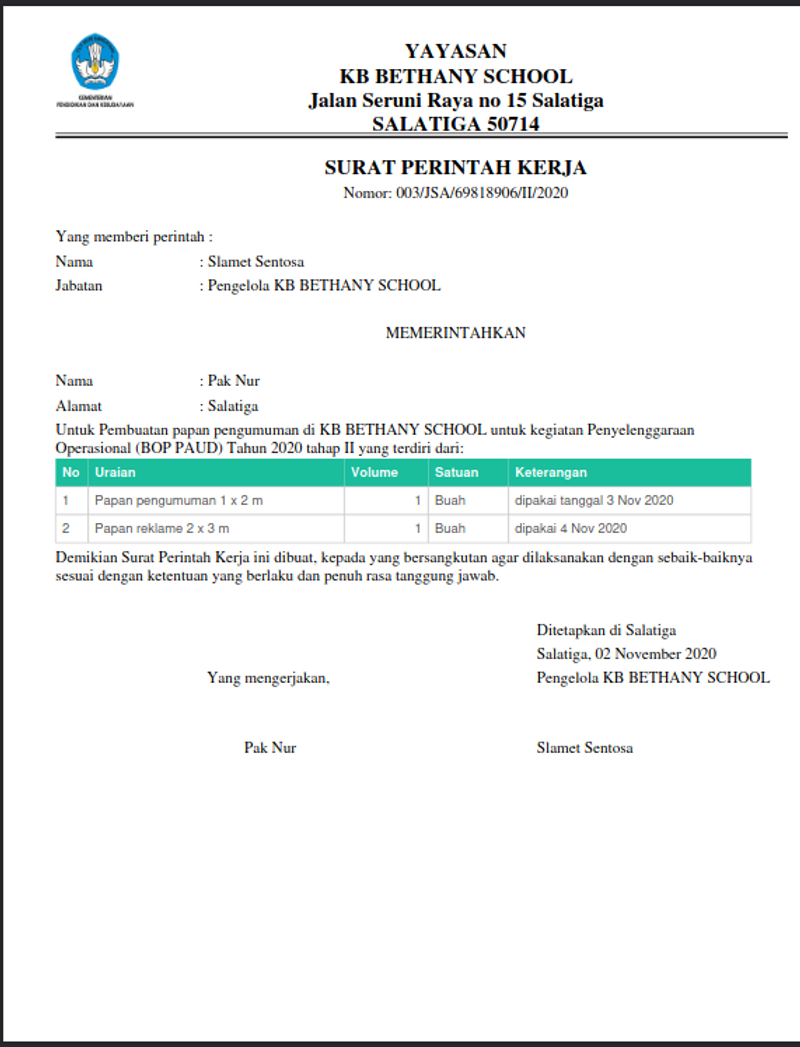 YAYASAN
KB BETHANY SCHOOL
Jalan Seruni Raya no 15 Salatiga
SALATIGA 50714
KEMENTERIAN
PENDIDIKAN DAN KEBUDAYAAN
SURAT PERINTAH KERJA
Nomor: 003/JSA/69818906/II/2020
Yang memberi perintah :
Nama : Slamet Sentosa
Jabatan : Pengelola KB BETHANY SCHOOL
MEMERINTAHKAN
Nama : Pak Nur
Alamat : Salatiga
Untuk Pembuatan papan pengumuman di KB BETHANY SCHOOL untuk kegiatan Penyelenggaraan
Operasional (BOP PAUD) Tahun 2020 tahap II yang terdiri dari:
No Uraian Volume Satuan Keterangan
1 Papan pengumuman 1 x 2 m 1 Buah dipakai tanggal 3 Nov 2020
2 Papan reklame 2 x 3 m 1 Buah dipakai 4 Nov 2020
Demikian Surat Perintah Kerja ini dibuat, kepada yang bersangkutan agar dilaksanakan dengan sebaik-baiknya
sesuai dengan ketentuan yang berlaku dan penuh rasa tanggung jawab.
Ditetapkan di Salatiga
Salatiga, 02 November 2020
Yang mengerjakan, Pengelola KB BETHANY SCHOOL
Pak Nur Slamet Sentosa